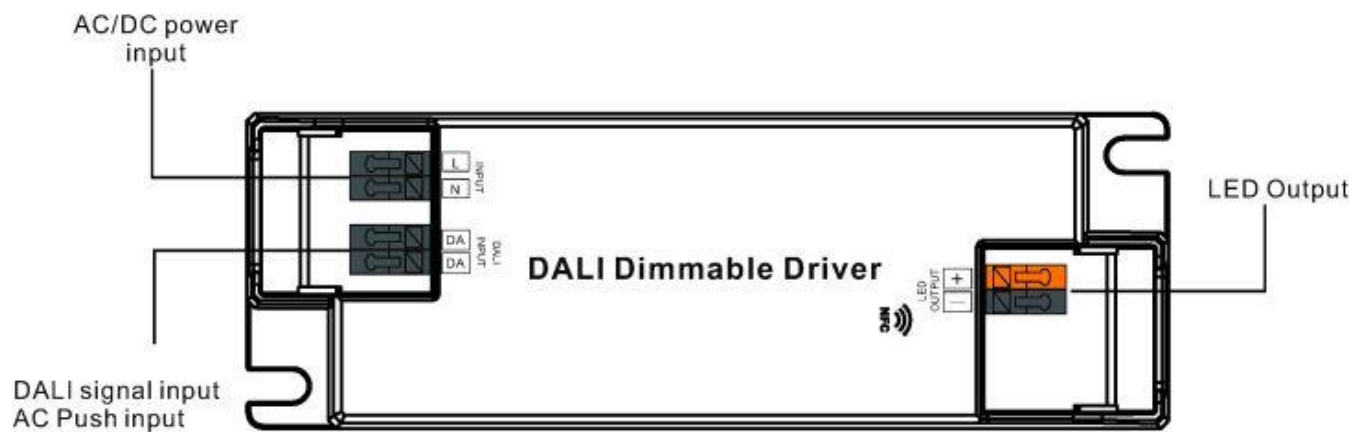 AC/DC power
input
L
N
INPUT
DA
DA
DALI
INPUT
DALI signal input
AC Push input
DALI Dimmable Driver
NFC
LED
OUTPUT
+
—
LED Output